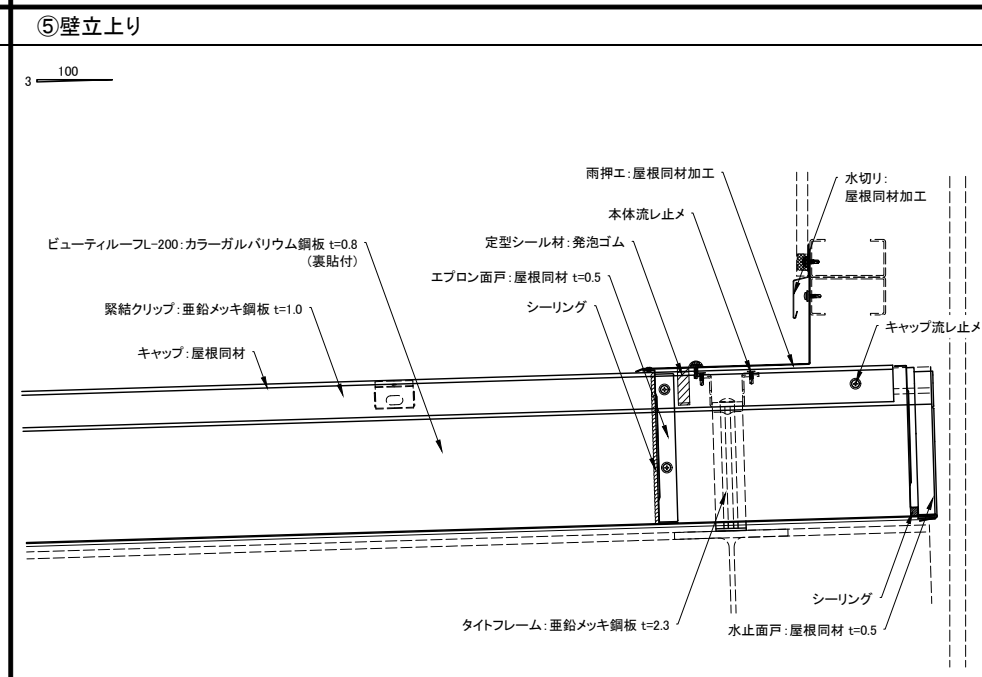 ⑤壁立上り
100
3
雨押エ:屋根同材加工
水切リ:
屋根同材加工
本体流レ止メ
ビューティルーフL-200:カラーガルバリウム鋼板 t=0.8
(裏貼付)
定型シール材:発泡ゴム
エプロン面戸:屋根同材 t=0.5
緊結クリップ:亜鉛メッキ鋼板 t=1.0
シーリング
キャップ流レ止メ
キャップ:屋根同材
シーリング
タイトフレーム:亜鉛メッキ鋼板 t=2.3
水止面戸:屋根同材 t=0.5